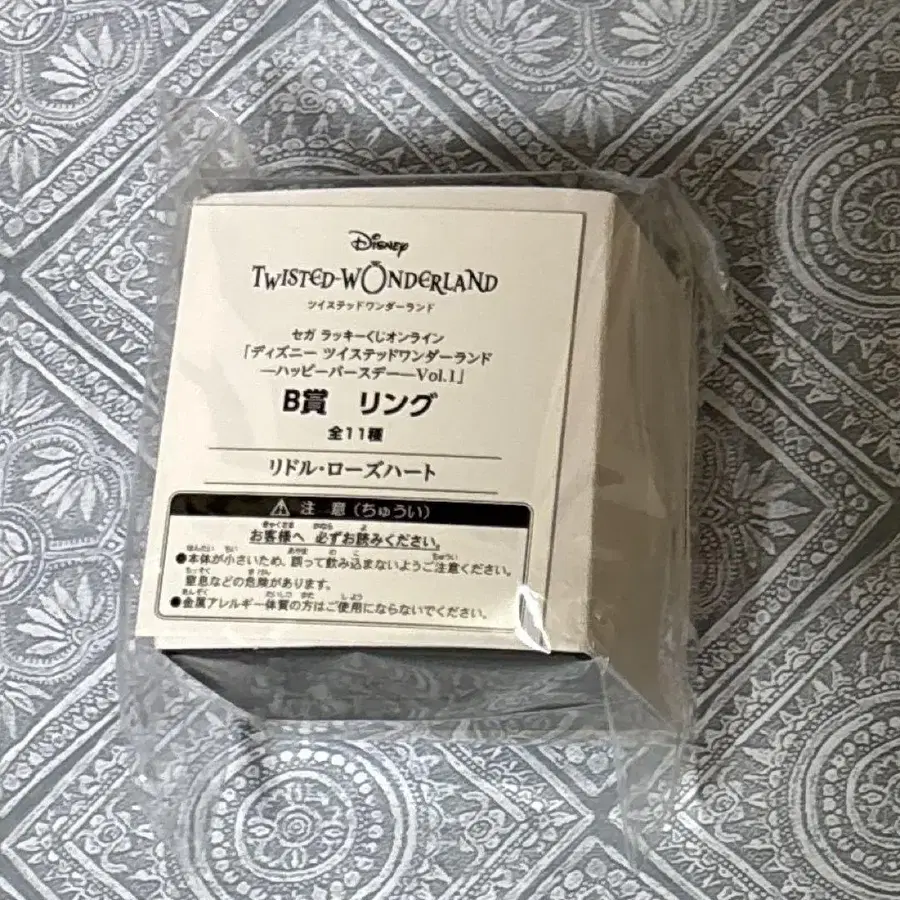 Disney
TWISTED-WONDERLAND
ツイステッドワンダーランド
セガ ラッキーくじオンライン
「ディズニー ツイステッドワンダーランド
―ハッピーバースデー―Vol.1」
B賞 リング
全11種
リドル・ローズハート
注 意(ちゅうい)
お客様へ 必ずお読みください。
●本体が小さいため、誤って飲み込まないようご注意ください。
窒息などの危険があります。
●金属アレルギー体質の方はご使用にならないでください。